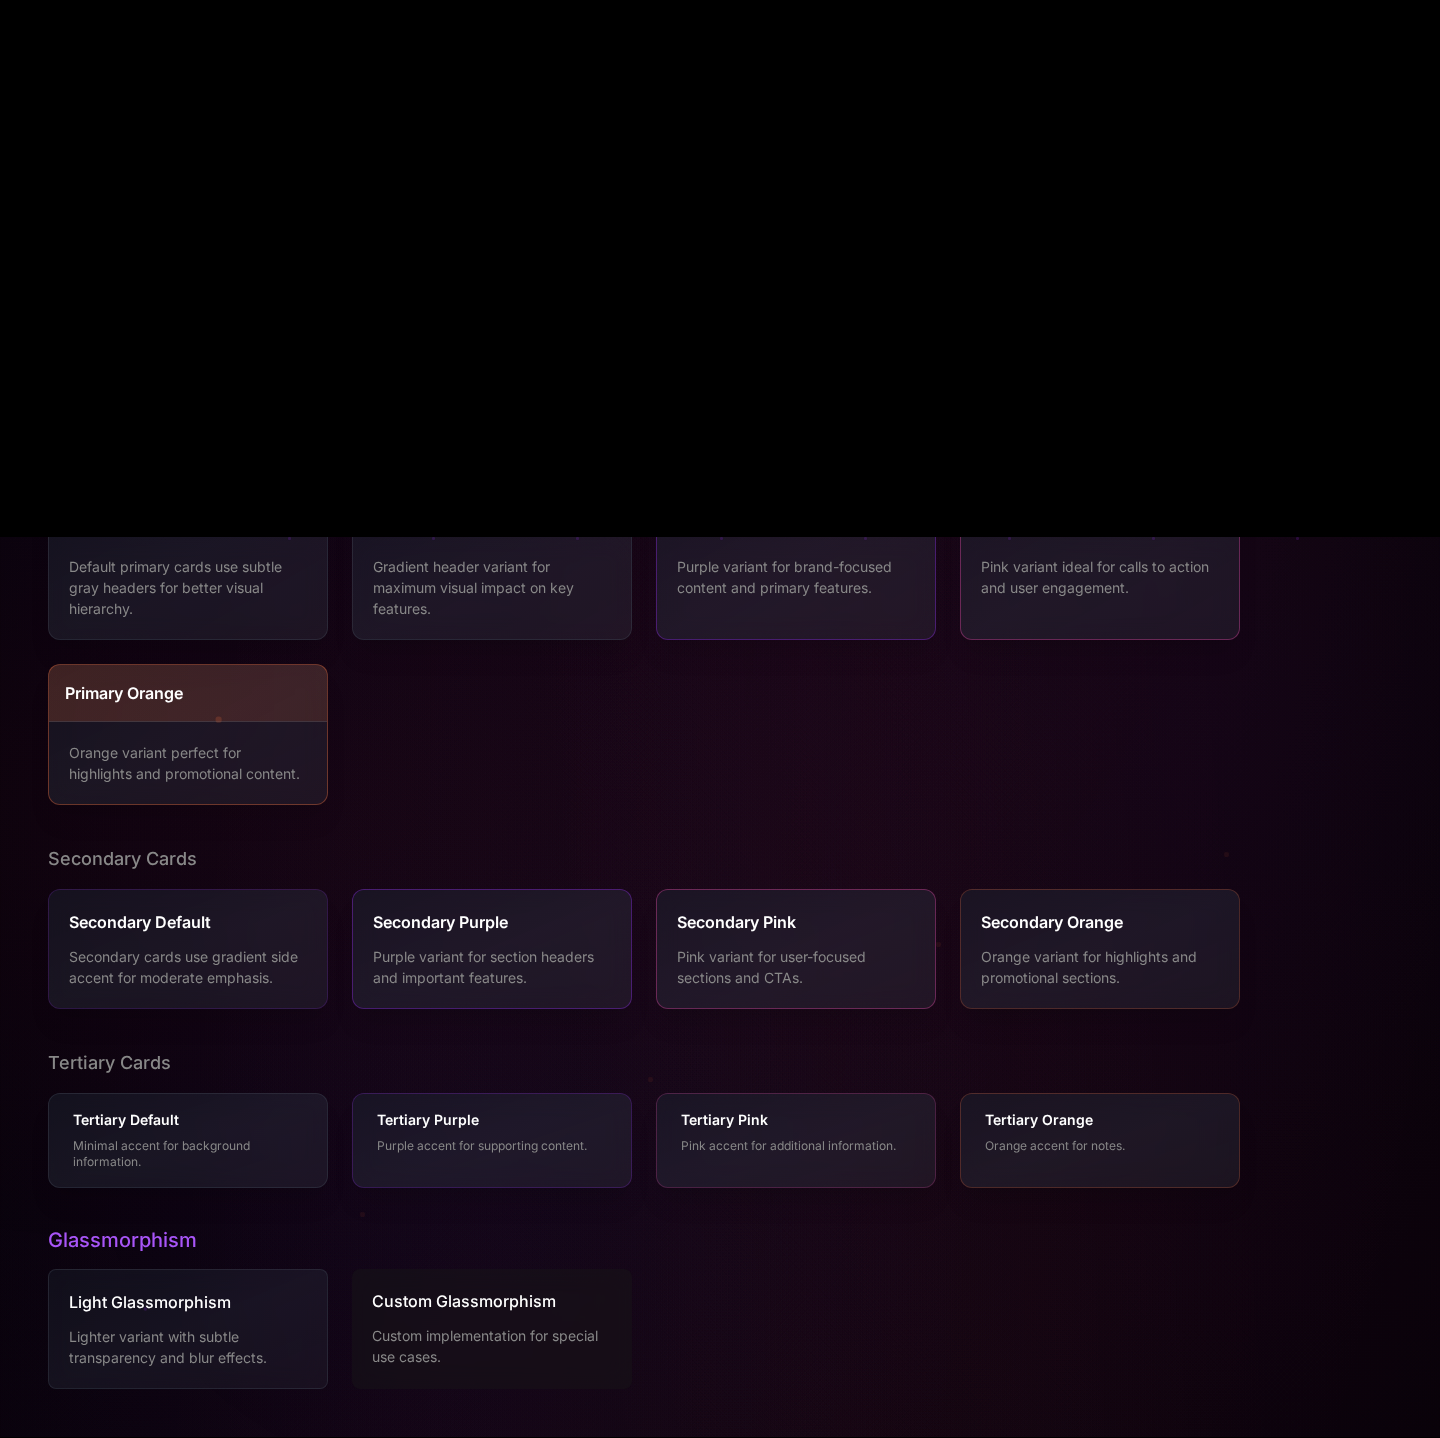 Default primary cards use subtle
gray headers for better visual
hierarchy.
Gradient header variant for
maximum visual impact on key
features.
Purple variant for brand-focused
content and primary features.
Pink variant ideal for calls to action
and user engagement.
Primary Orange
Orange variant perfect for
highlights and promotional content.
Secondary Cards
Secondary Default
Secondary cards use gradient side
accent for moderate emphasis.
Secondary Purple
Purple variant for section headers
and important features.
Secondary Pink
Pink variant for user-focused
sections and CTAs.
Secondary Orange
Orange variant for highlights and
promotional sections.
Tertiary Cards
Tertiary Default
Minimal accent for background
information.
Tertiary Purple
Purple accent for supporting content.
Tertiary Pink
Pink accent for additional information.
Tertiary Orange
Orange accent for notes.
Glassmorphism
Light Glassmorphism
Lighter variant with subtle
transparency and blur effects.
Custom Glassmorphism
Custom implementation for special
use cases.